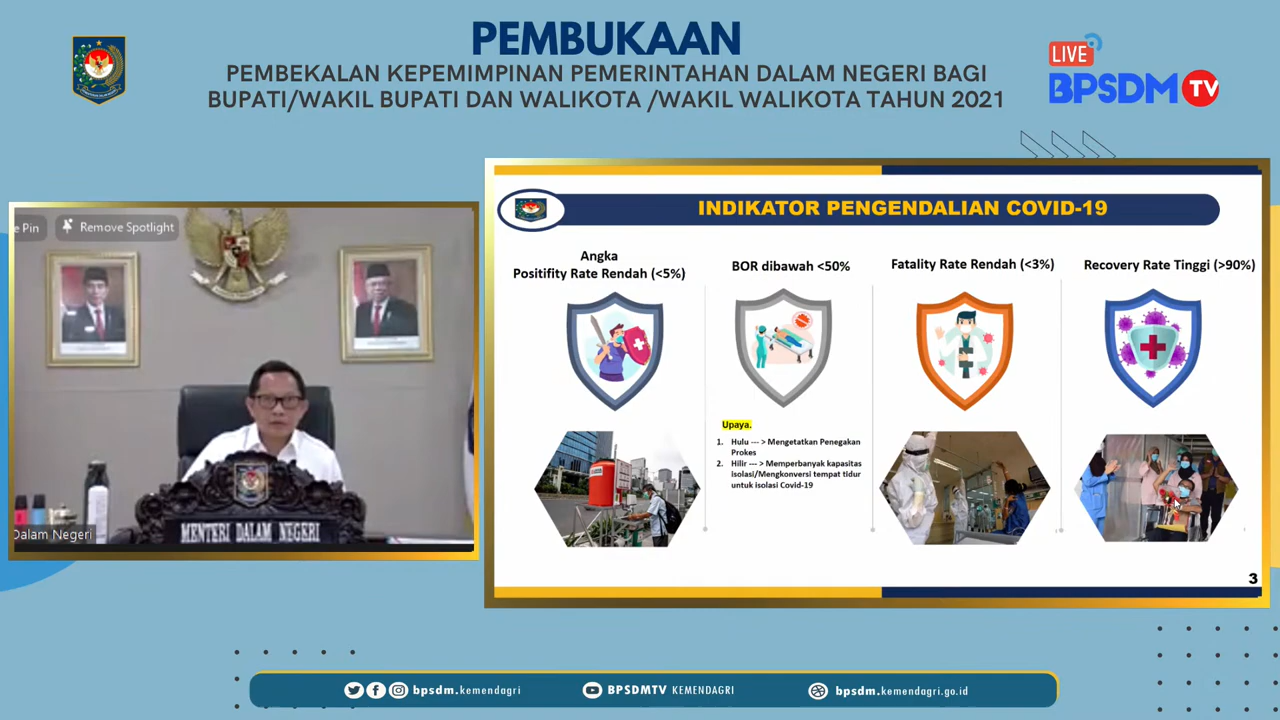 PEMBUKAAN
PEMBEKALAN KEPEMIMPINAN PEMERINTAHAN DALAM NEGERI BAGI
BUPATI/WAKIL BUPATI DAN WALIKOTA /WAKIL WALIKOTA TAHUN 2021
LIVE
BPSDM TV
e Pin
Remove Spotlight
Dalam Negeri
MENTERI DALAM NEGERI
INDIKATOR PENGENDALIAN COVID-19
Angka
Positifity Rate Rendah (<5%)
BOR dibawah <50%
Fatality Rate Rendah (<3%)
Recovery Rate Tinggi (>90%)
Upaya.
1. Hulu --- > Mengetatkan Penegakan
Prokes
2. Hilir --- > Memperbanyak kapasitas
isolasi/Mengkonversi tempat tidur
untuk isolasi Covid-19
3
bpsdm.kemendagri
BPSDMTV KEMENDAGRI
bpsdm.kemendagri.go.id